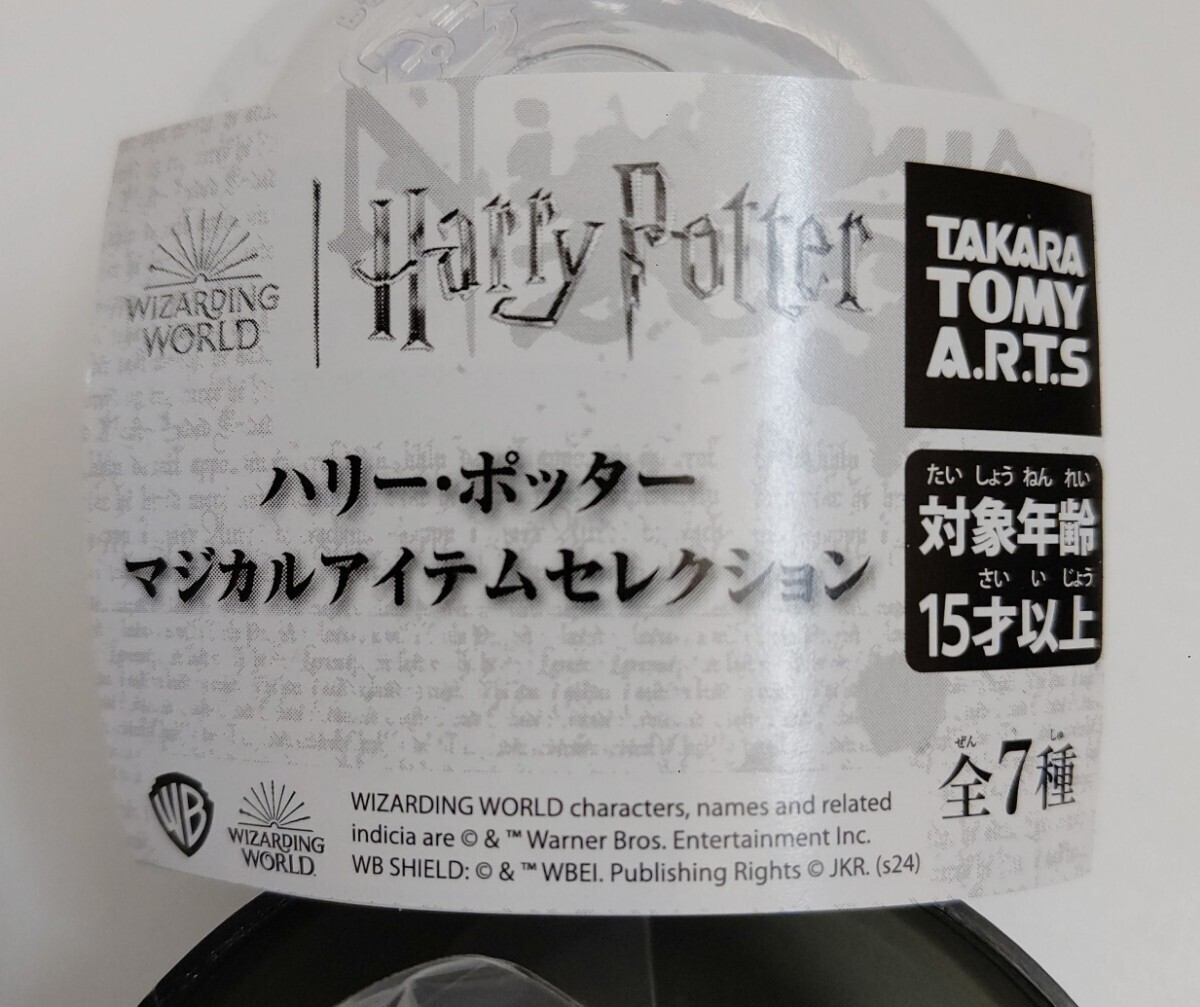 WIZARDING
WORLD
Harry Potter
TAKARA
TOMY
A.R.T.S
ハリー・ポッター
マジカルアイテムセレクション
たい しょう ねん れい
対象年齢
さい い じょう
15才以上
ぜん しゅ
全7種
WB
WIZARDING
WORLD
WIZARDING WORLD characters, names and related
indicia are © & ™ Warner Bros. Entertainment Inc.
WB SHIELD: © & ™ WBEI. Publishing Rights © JKR. (s24)